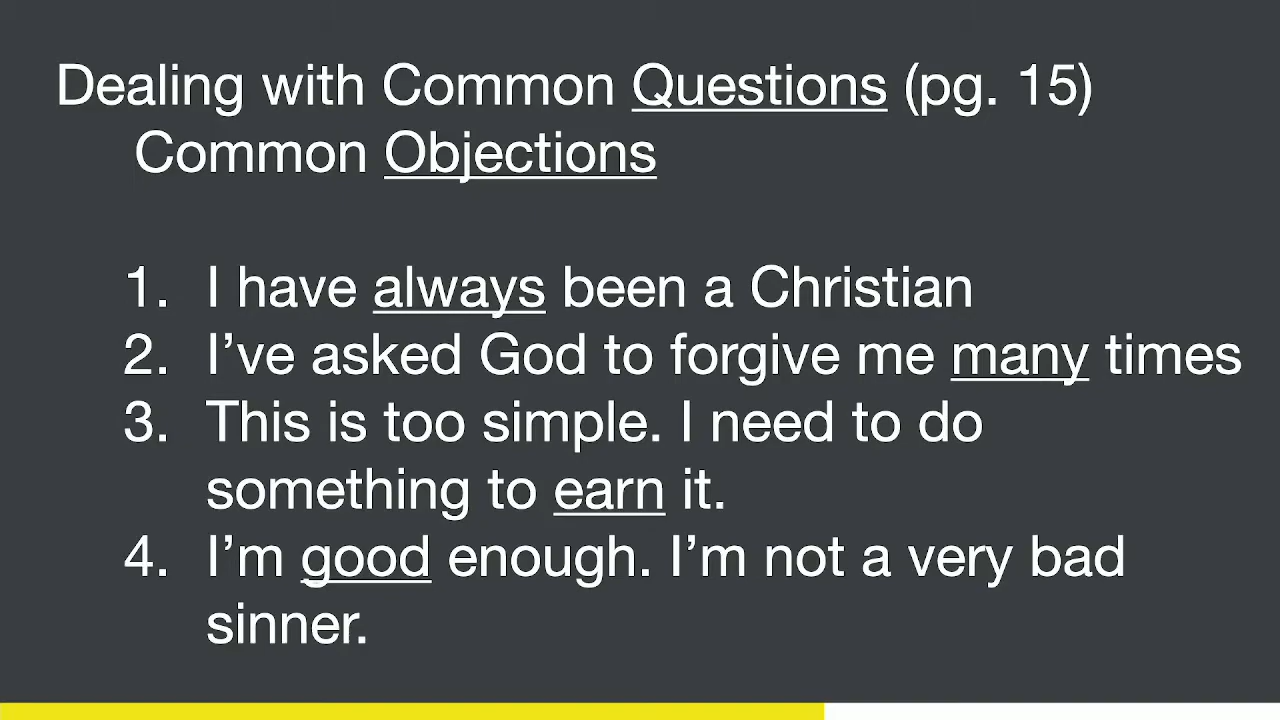 Dealing with Common Questions (pg. 15)
Common Objections
1. I have always been a Christian
2. I’ve asked God to forgive me many times
3. This is too simple. I need to do
something to earn it.
4. I’m good enough. I’m not a very bad
sinner.